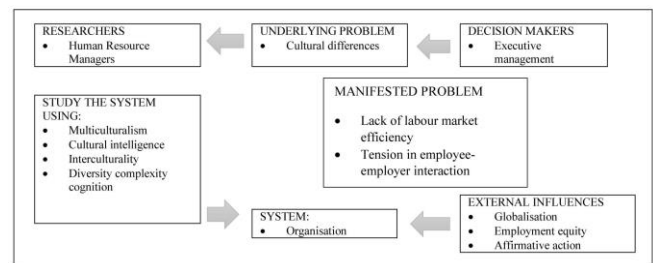 RESEARCHERS
• Human Resource
Managers
UNDERLYING PROBLEM
• Cultural differences
DECISION MAKERS
• Executive
management
MANIFESTED PROBLEM
• Lack of labour market
efficiency
• Tension in employee-
employer interaction
STUDY THE SYSTEM
USING:
• Multiculturalism
• Cultural intelligence
• Interculturality
• Diversity complexity
cognition
SYSTEM:
• Organisation
EXTERNAL INFLUENCES
• Globalisation
• Employment equity
• Affirmative action